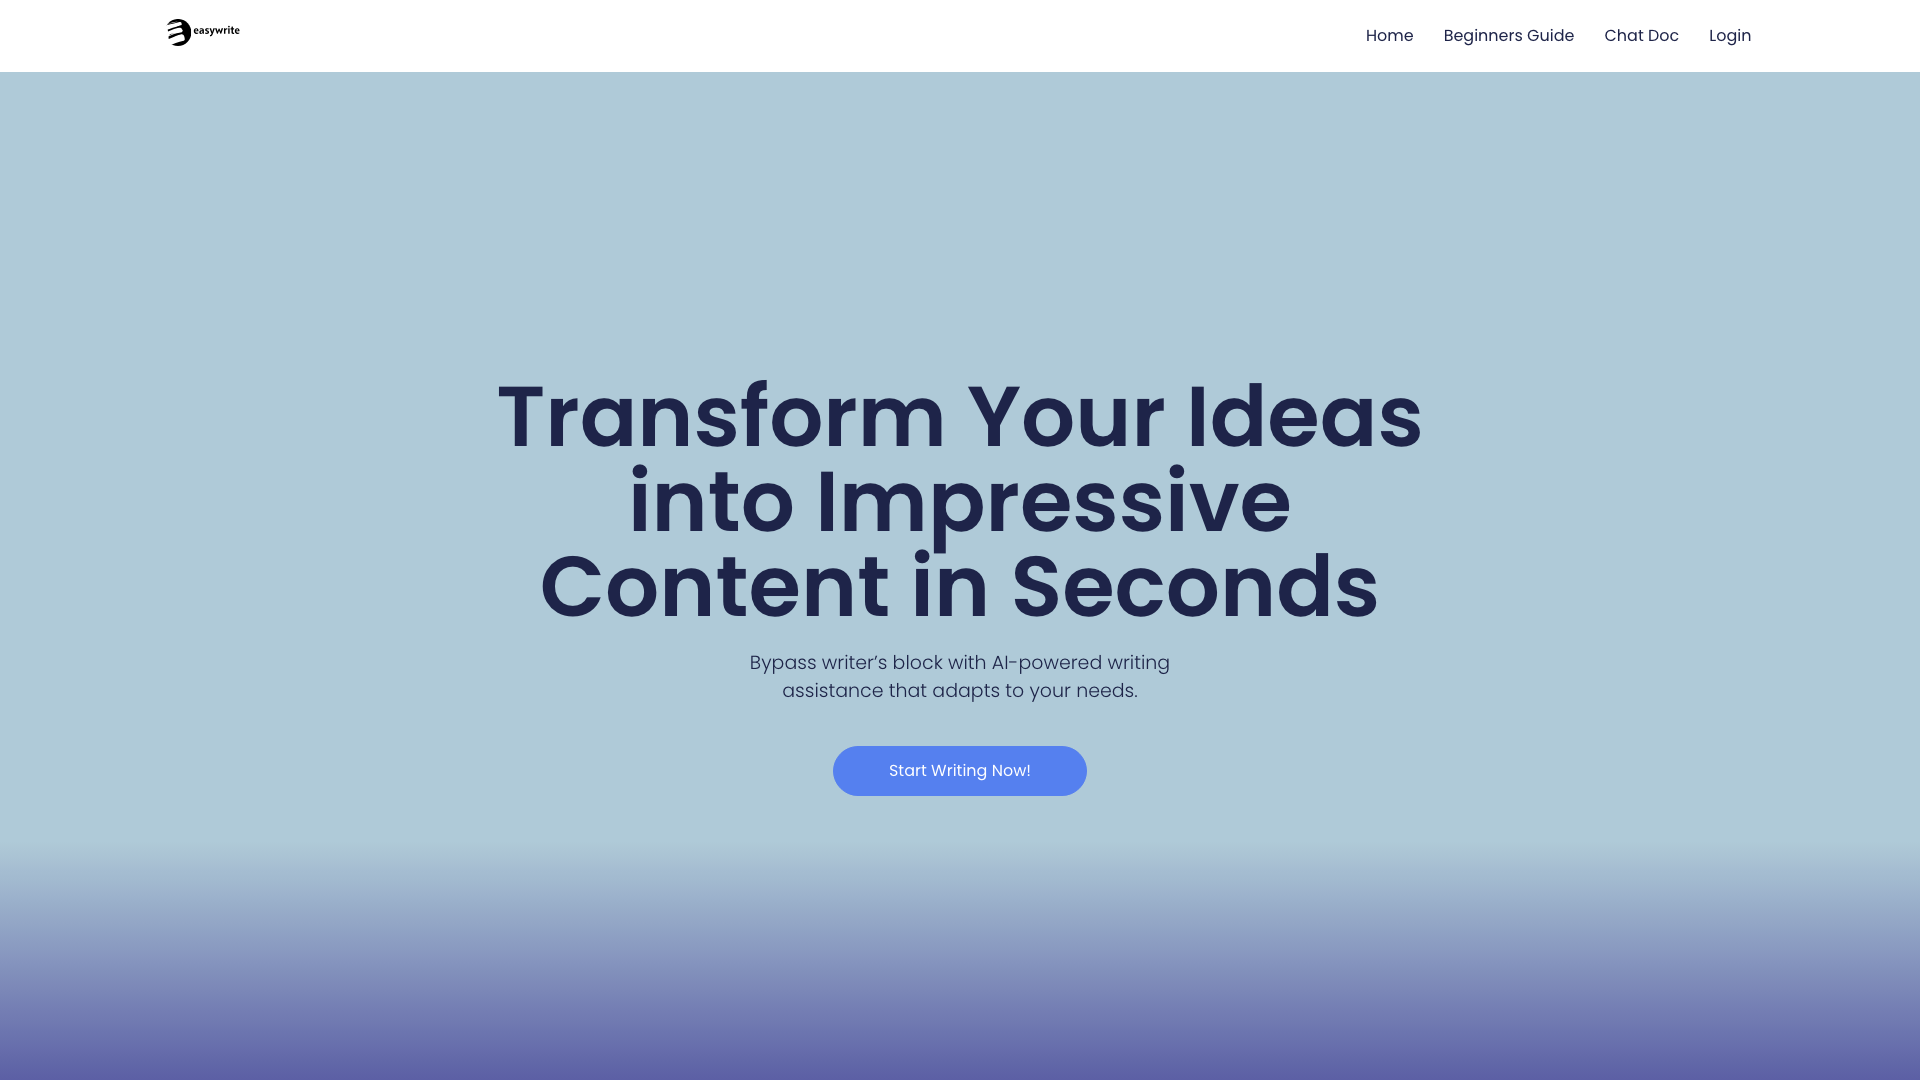 easywrite
Home Beginners Guide Chat Doc Login
Transform Your Ideas
into Impressive
Content in Seconds
Bypass writer’s block with AI-powered writing
assistance that adapts to your needs.
Start Writing Now!